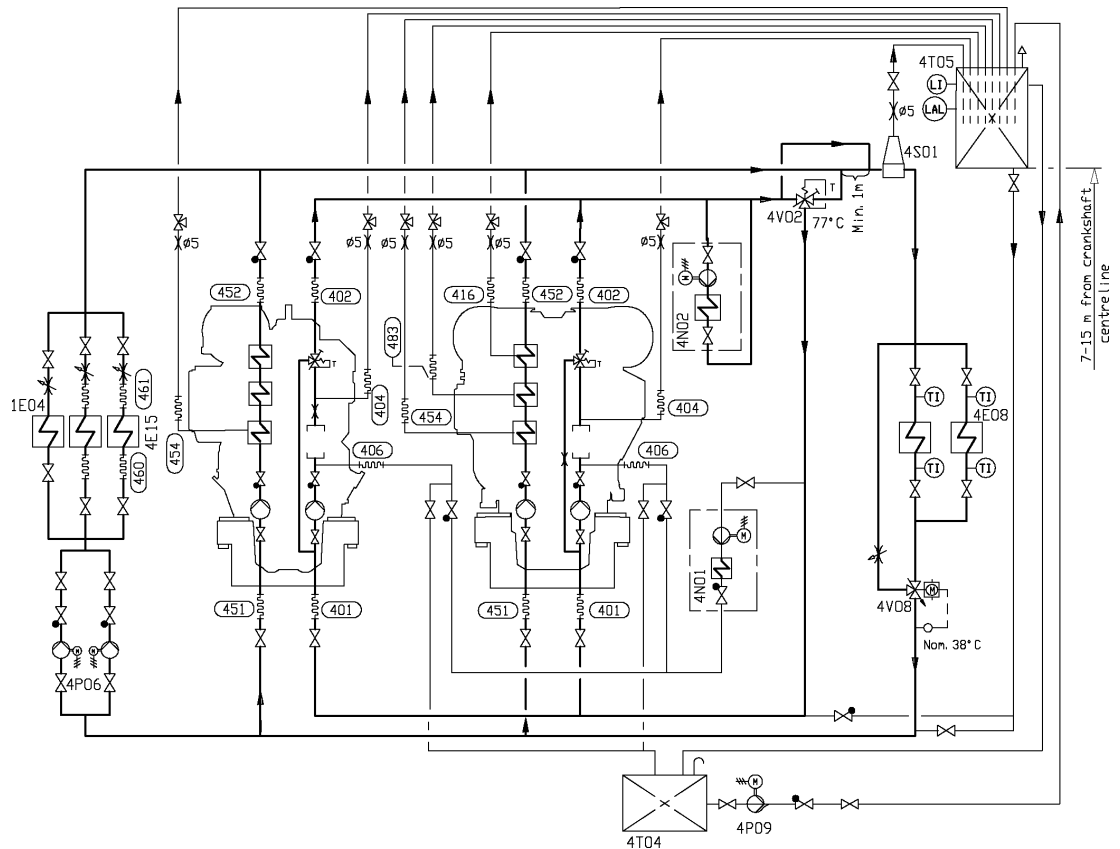 4T05
LI
LAL
ø5
4S01
T
4V02
77°C
Min. 1m
ø5
ø5
ø5
ø5
ø5
7-15 m from crankshaft
centreline
452
402
416
452
402
M
4N02
483
T
T
461
1E04
4E15
404
454
404
TI
TI
4E08
454
460
406
406
TI
TI
M
4N01
451
401
451
401
4V08
M
Nom. 38°C
M
M
4P06
M
4T04
4P09